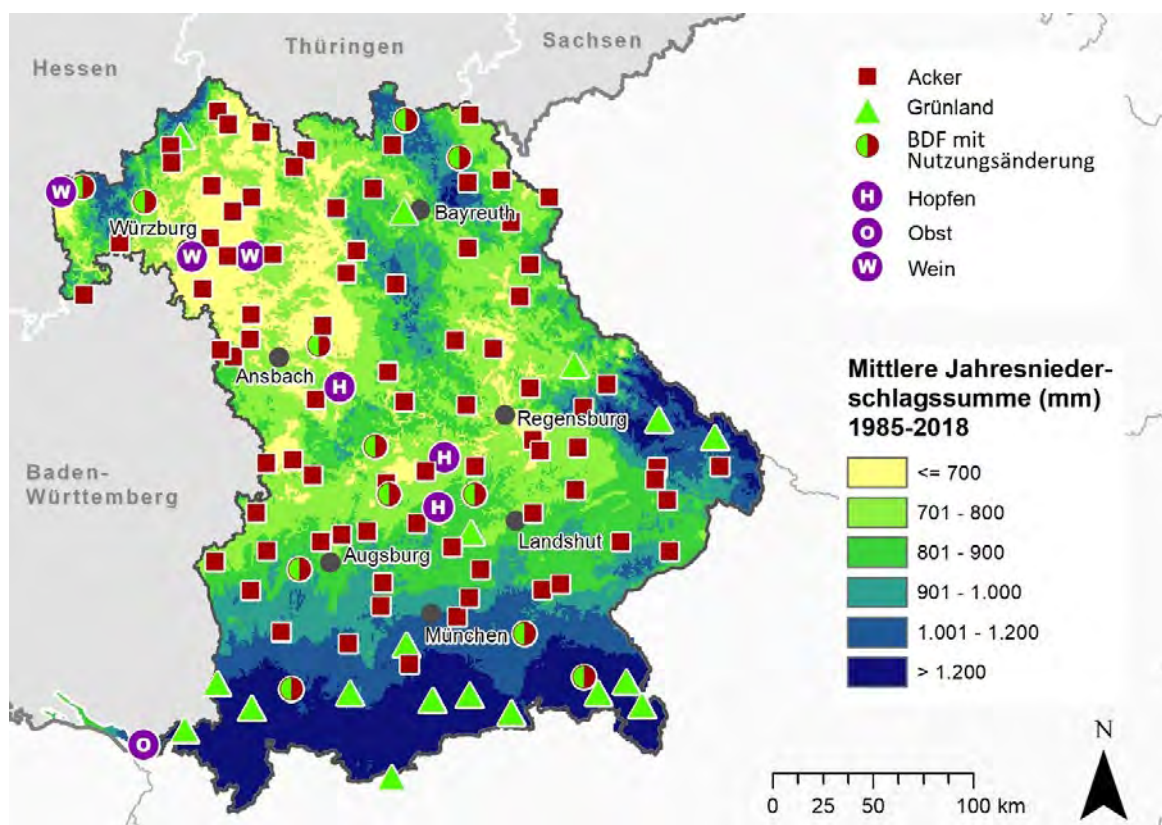 Thüringen
Sachsen
Hessen
Acker
Grünland
BDF mit
Nutzungsänderung
H Hopfen
O Obst
W Wein
W
Bayreuth
Würzburg
W
W
Ansbach
H
Mittlere Jahresnieder-
schlagssumme (mm)
1985-2018
<= 700
701 - 800
801 - 900
901 - 1.000
1.001 - 1.200
> 1.200
Regensburg
H
Baden-
Württemberg
H
Landshut
Augsburg
München
O
N
0 25 50 100 km